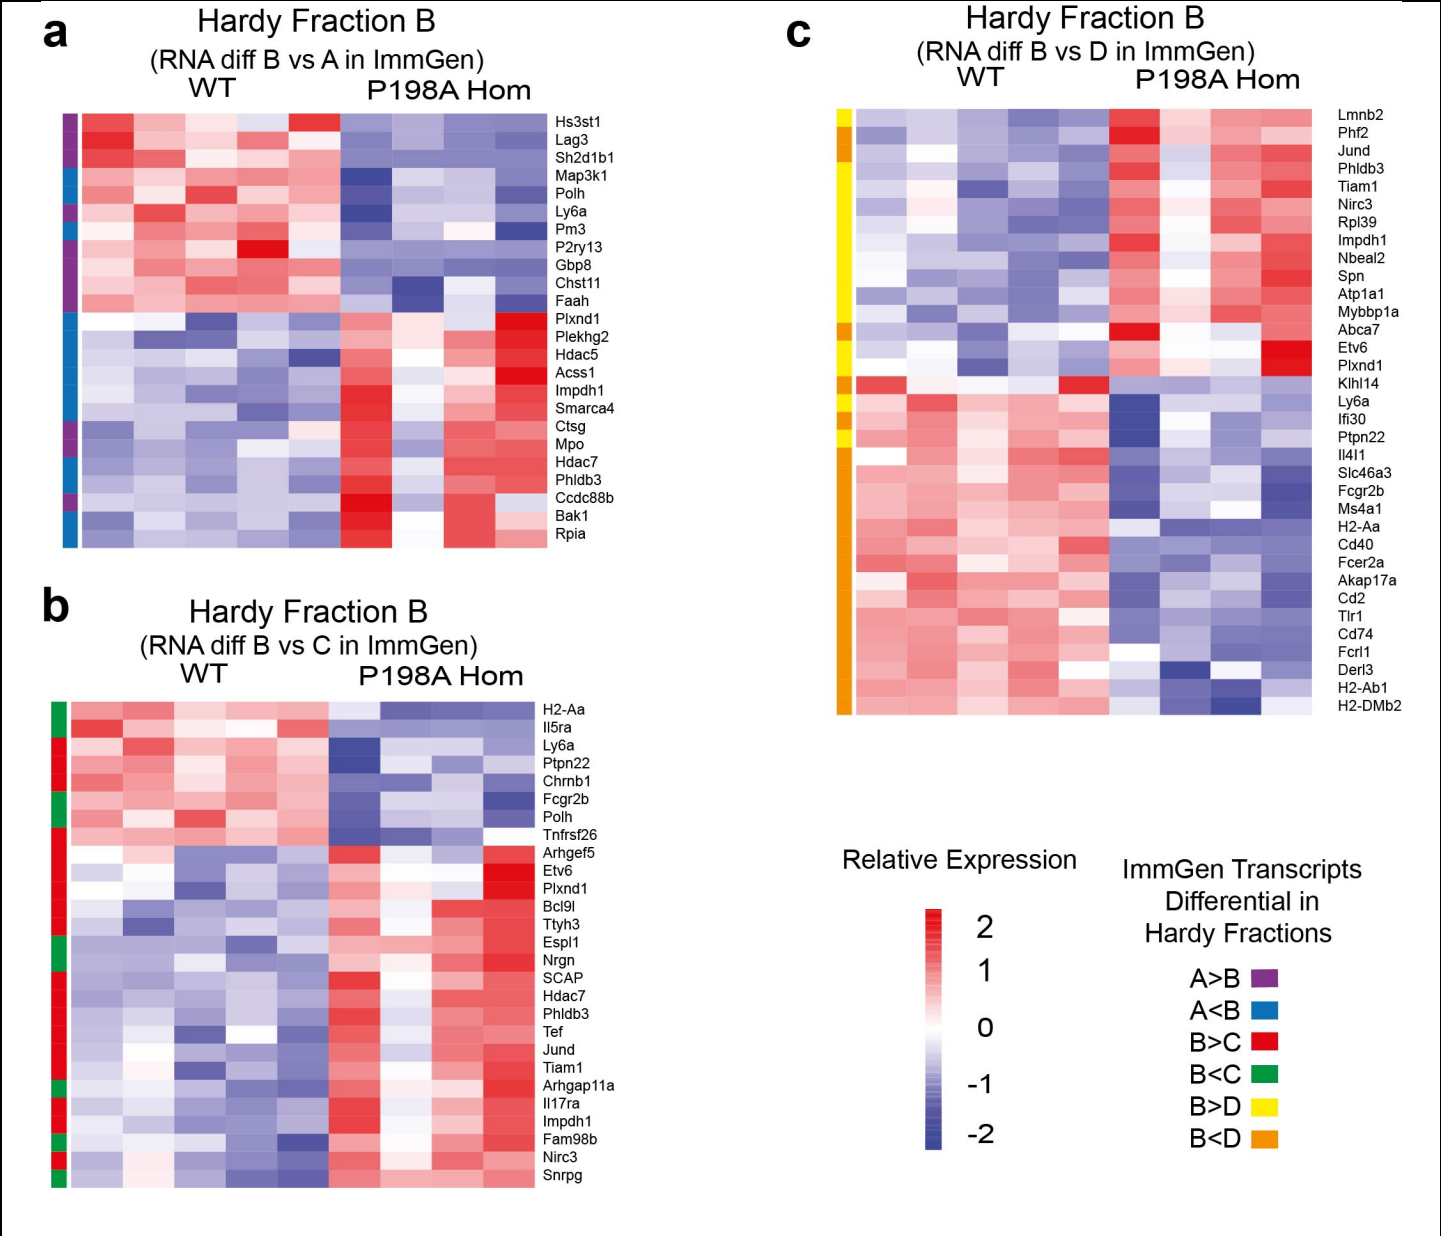 a
Hardy Fraction B
(RNA diff B vs A in ImmGen)
WT
P198A Hom
Hs3st1
Lag3
Sh2d1b1
Map3k1
Polh
Ly6a
Pm3
P2ry13
Gbp8
Chst11
Faah
Plxnd1
Plekhg2
Hdac5
Acss1
Impdh1
Smarca4
Ctsg
Mpo
Hdac7
Phldb3
Ccdc88b
Bak1
Rpia
b
Hardy Fraction B
(RNA diff B vs C in ImmGen)
WT
P198A Hom
H2-Aa
Il5ra
Ly6a
Ptpn22
Chrnb1
Fcgr2b
Polh
Tnfrsf26
Arhgef5
Etv6
Plxnd1
Bcl9l
Ttyh3
Espl1
Nrgn
SCAP
Hdac7
Phldb3
Tef
Jund
Tiam1
Arhgap11a
Il17ra
Impdh1
Fam98b
Nirc3
Snrpg
c
Hardy Fraction B
(RNA diff B vs D in ImmGen)
WT
P198A Hom
Lmnb2
Phf2
Jund
Phldb3
Tiam1
Nirc3
Rpl39
Impdh1
Nbeal2
Spn
Atp1a1
Mybbp1a
Abca7
Etv6
Plxnd1
Klhl14
Ly6a
Ifi30
Ptpn22
Il4I1
Slc46a3
Fcgr2b
Ms4a1
H2-Aa
Cd40
Fcer2a
Akap17a
Cd2
Tlr1
Cd74
Fcrl1
Derl3
H2-Ab1
H2-DMb2
Relative Expression
2
1
0
-1
-2
ImmGen Transcripts
Differential in
Hardy Fractions
A>B
A<B
B>C
B<C
B>D
B<D